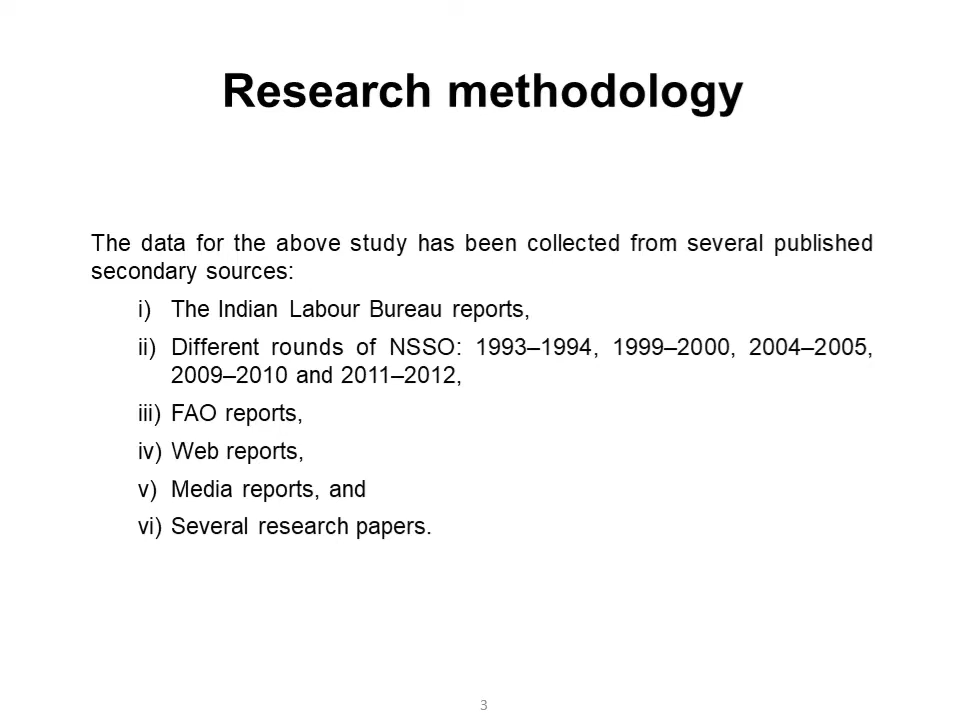 Research methodology
The data for the above study has been collected from several published
secondary sources:
i) The Indian Labour Bureau reports,
ii) Different rounds of NSSO: 1993–1994, 1999–2000, 2004–2005,
2009–2010 and 2011–2012,
iii) FAO reports,
iv) Web reports,
v) Media reports, and
vi) Several research papers.
3